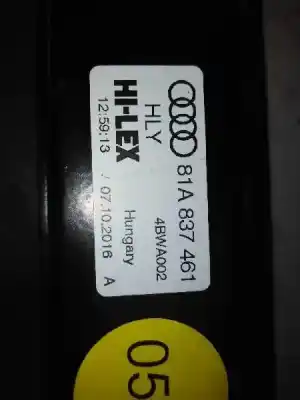 81A 837 461
HLY 4BWA002
HI-LEX Hungary
12:59:13 / 07.10.2016 A
05